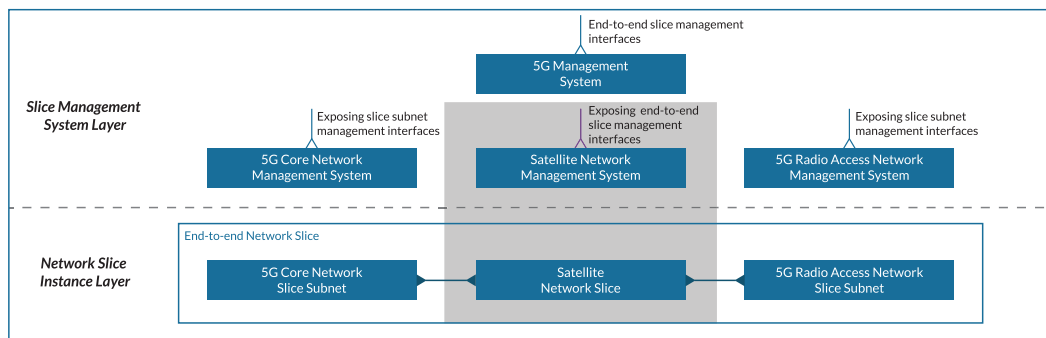 End-to-end slice management
interfaces
5G Management
System
Slice Management
System Layer
Exposing slice subnet
management interfaces
Exposing end-to-end
slice management
interfaces
Exposing slice subnet
management interfaces
5G Core Network
Management System
Satellite Network
Management System
5G Radio Access Network
Management System
End-to-end Network Slice
Network Slice
Instance Layer
5G Core Network
Slice Subnet
Satellite
Network Slice
5G Radio Access Network
Slice Subnet